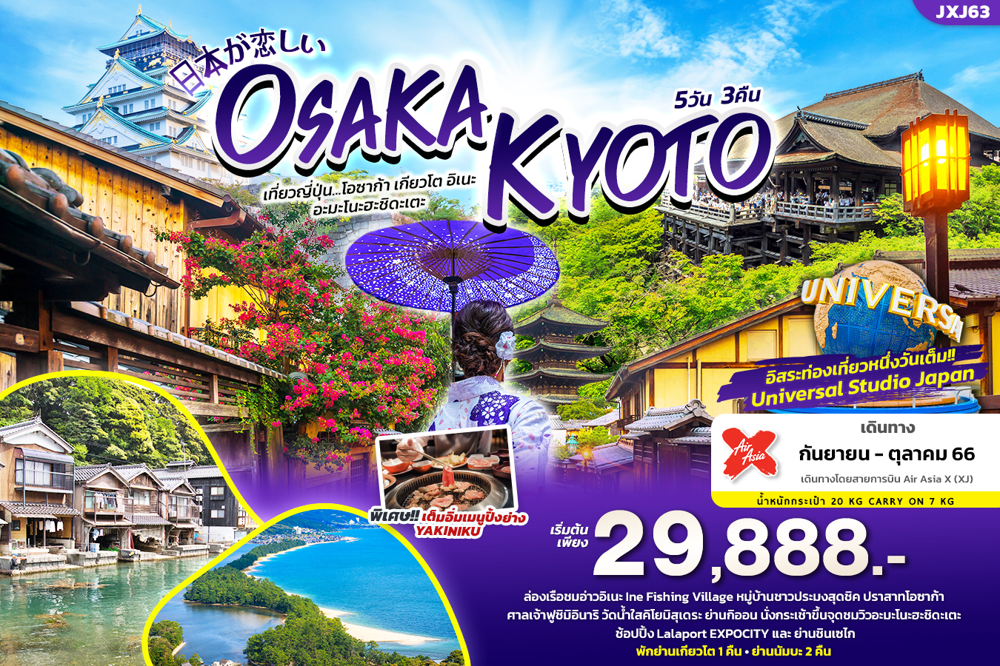 JXJ63
日本が恋しい
OSAKA
KYOTO
5วัน 3คืน
เที่ยวญี่ปุ่น...โอซาก้า เกียวโต อิเนะ
อะมะโนะฮะชิดะเตะ
UNIVERSAL
อิสระท่องเที่ยวหนึ่งวันเต็ม!!
Universal Studio Japan
Air
Asia
X
เดินทาง
กันยายน - ตุลาคม 66
เดินทางโดยสายการบิน Air Asia X (XJ)
น้ำหนักกระเป๋า 20 KG CARRY ON 7 KG
พิเศษ!! เต็มอิ่มเมนูปิ้งย่าง
YAKINIKU
เริ่มต้น
เพียง
29,888.-
ล่องเรือชมอ่าวอิเนะ Ine Fishing Village หมู่บ้านชาวประมงสุดชิค ปราสาทโอซาก้า
ศาลเจ้าฟูชิมิอินาริ วัดน้ำใสคิโยมิสุเดระ ย่านกิออน นั่งกระเช้าขึ้นจุดชมวิวอะมะโนะฮะชิดะเตะ
ช้อปปิ้ง Lalaport EXPOCITY และ ย่านชินเซไก
พักย่านเกียวโต 1 คืน • ย่านนัมบะ 2 คืน